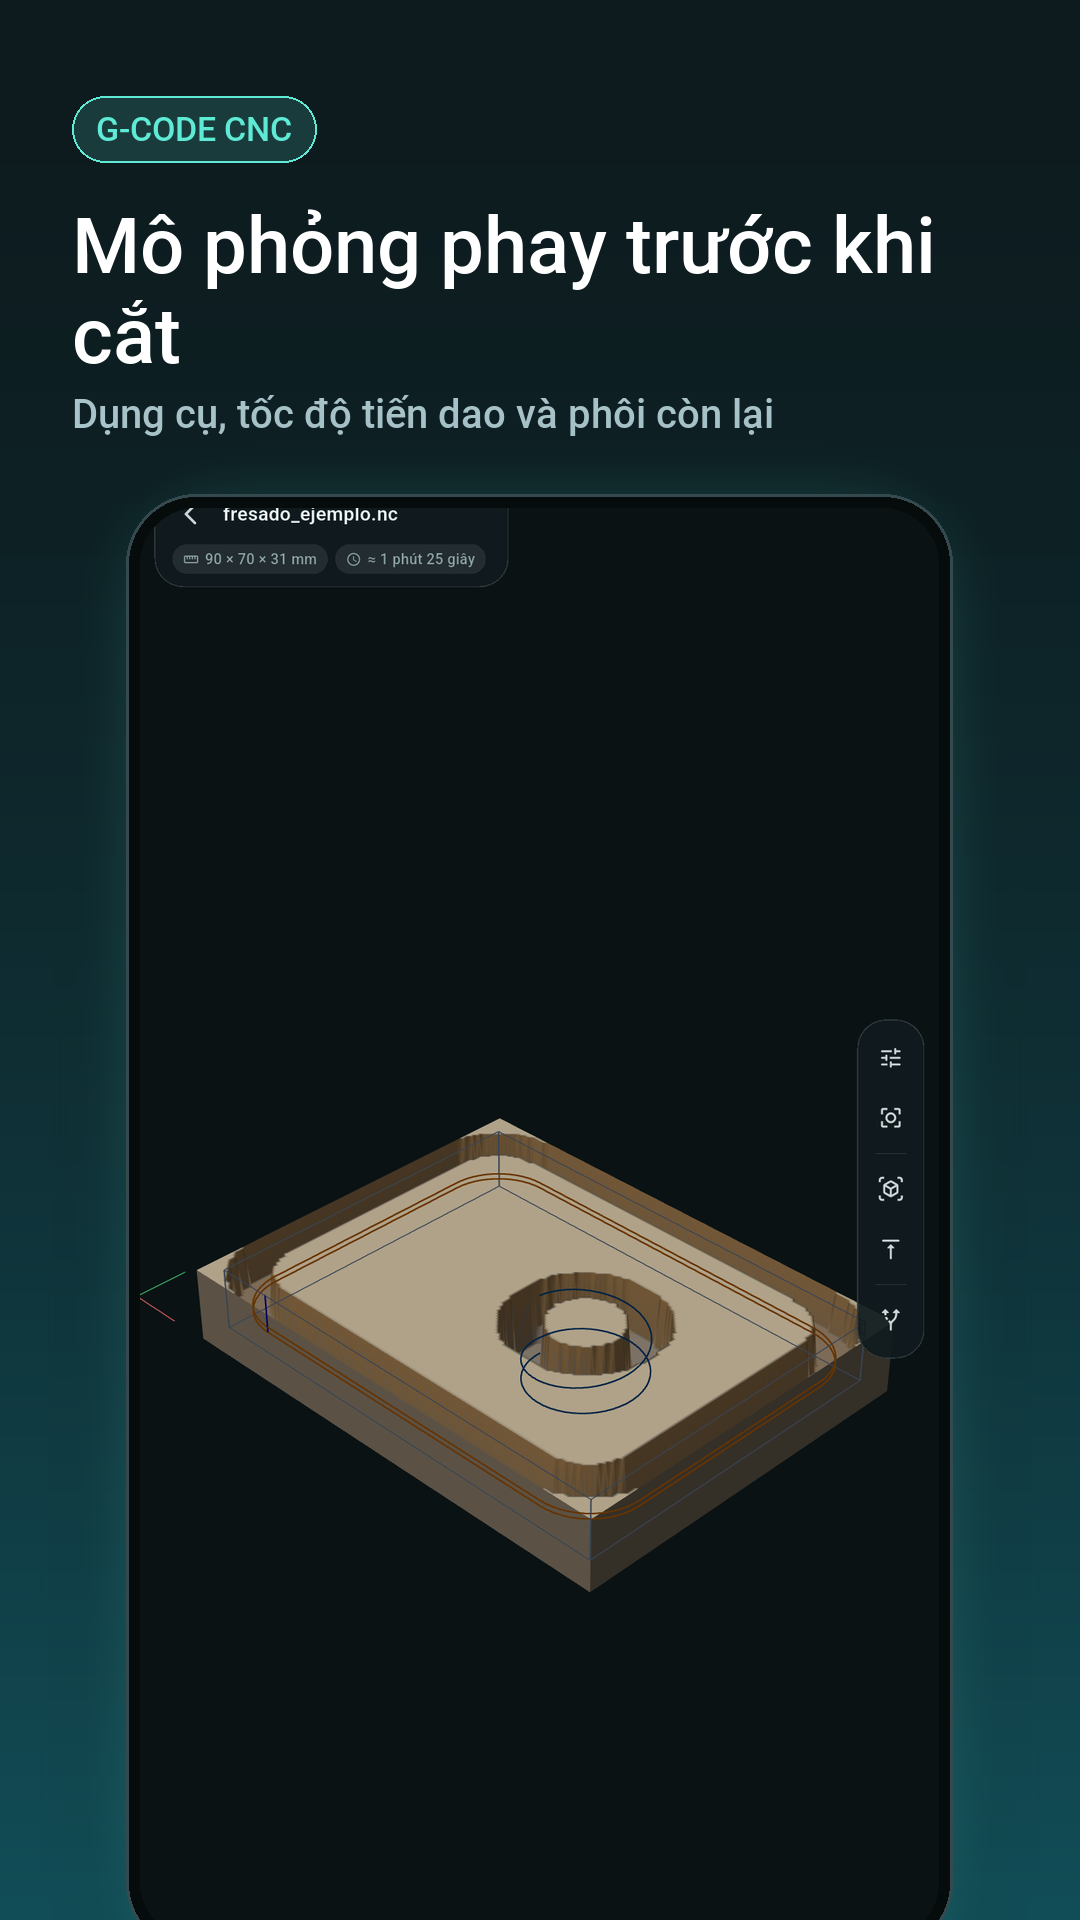 G-CODE CNC
Mô phỏng phay trước khi
cắt
Dụng cụ, tốc độ tiến dao và phôi còn lại
fresado_ejemplo.nc
90 × 70 × 31 mm
≈ 1 phút 25 giây